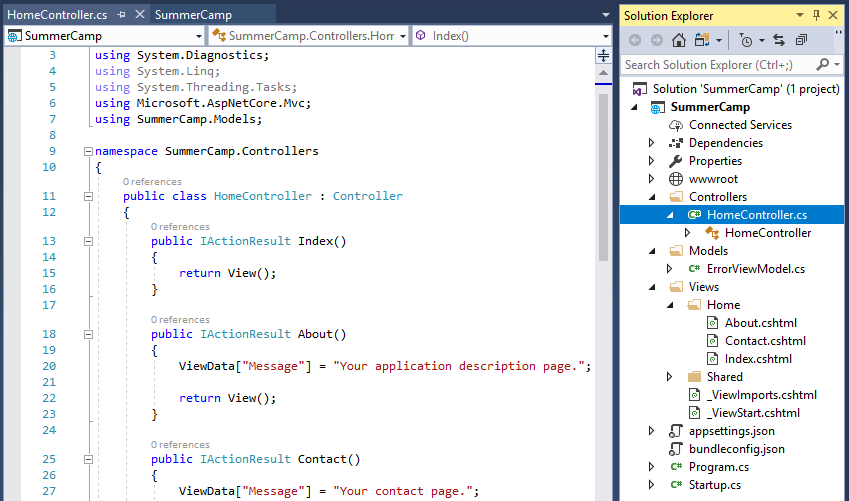 HomeController.cs SummerCamp
SummerCamp SummerCamp.Controllers.Hom Index()
3 using System.Diagnostics;
4 using System.Linq;
5 using System.Threading.Tasks;
6 using Microsoft.AspNetCore.Mvc;
7 using SummerCamp.Models;
8
9 namespace SummerCamp.Controllers
10 {
0 references
11 public class HomeController : Controller
12 {
0 references
13 public IActionResult Index()
14 {
15 return View();
16 }
17
0 references
18 public IActionResult About()
19 {
20 ViewData["Message"] = "Your application description page.";
21
22 return View();
23 }
24
0 references
25 public IActionResult Contact()
26 {
27 ViewData["Message"] = "Your contact page.";
Solution Explorer
Search Solution Explorer (Ctrl+;)
Solution 'SummerCamp' (1 project)
SummerCamp
Connected Services
Dependencies
Properties
wwwroot
Controllers
C# HomeController.cs
HomeController
Models
C# ErrorViewModel.cs
Views
Home
About.cshtml
Contact.cshtml
Index.cshtml
Shared
_ViewImports.cshtml
_ViewStart.cshtml
appsettings.json
bundleconfig.json
C# Program.cs
C# Startup.cs